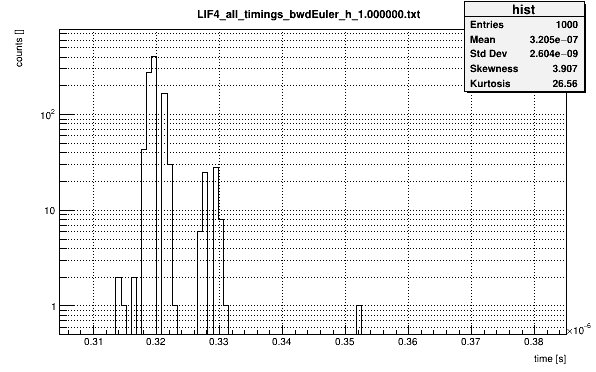 LIF4_all_timings_bwdEuler_h_1.000000.txt
hist
Entries 1000
Mean 3.205e−07
Std Dev 2.604e−09
Skewness 3.907
Kurtosis 26.56
counts []
10²
10
1
0.31 0.32 0.33 0.34 0.35 0.36 0.37 0.38
×10⁻⁶
time [s]